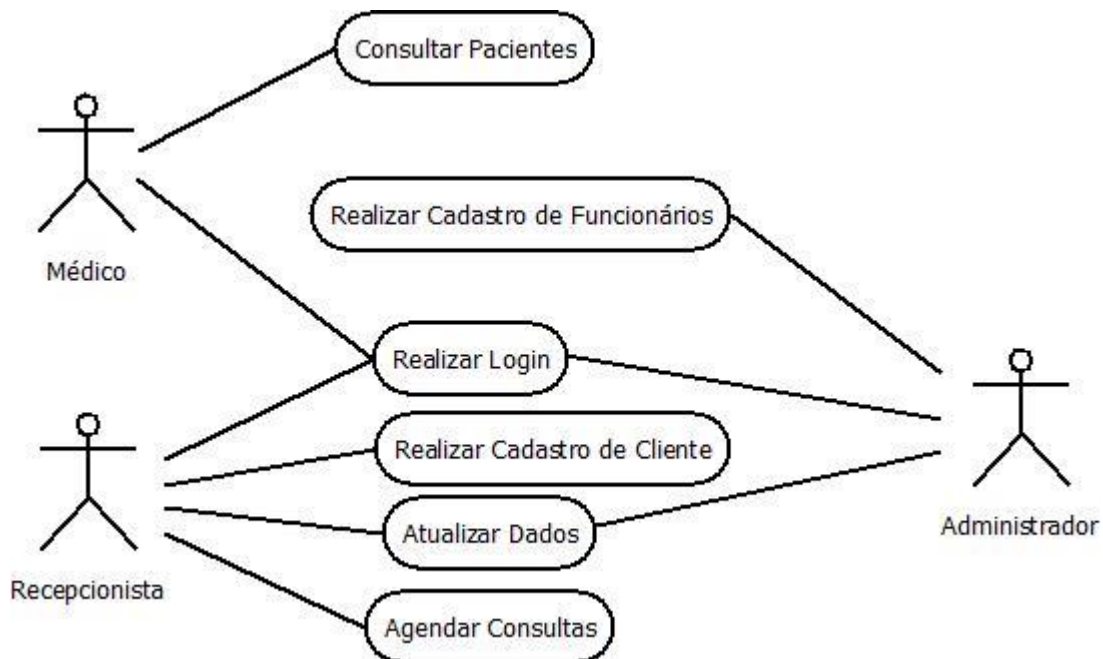 Consultar Pacientes
Realizar Cadastro de Funcionários
Médico
Realizar Login
Realizar Cadastro de Cliente
Atualizar Dados
Administrador
Recepcionista
Agendar Consultas